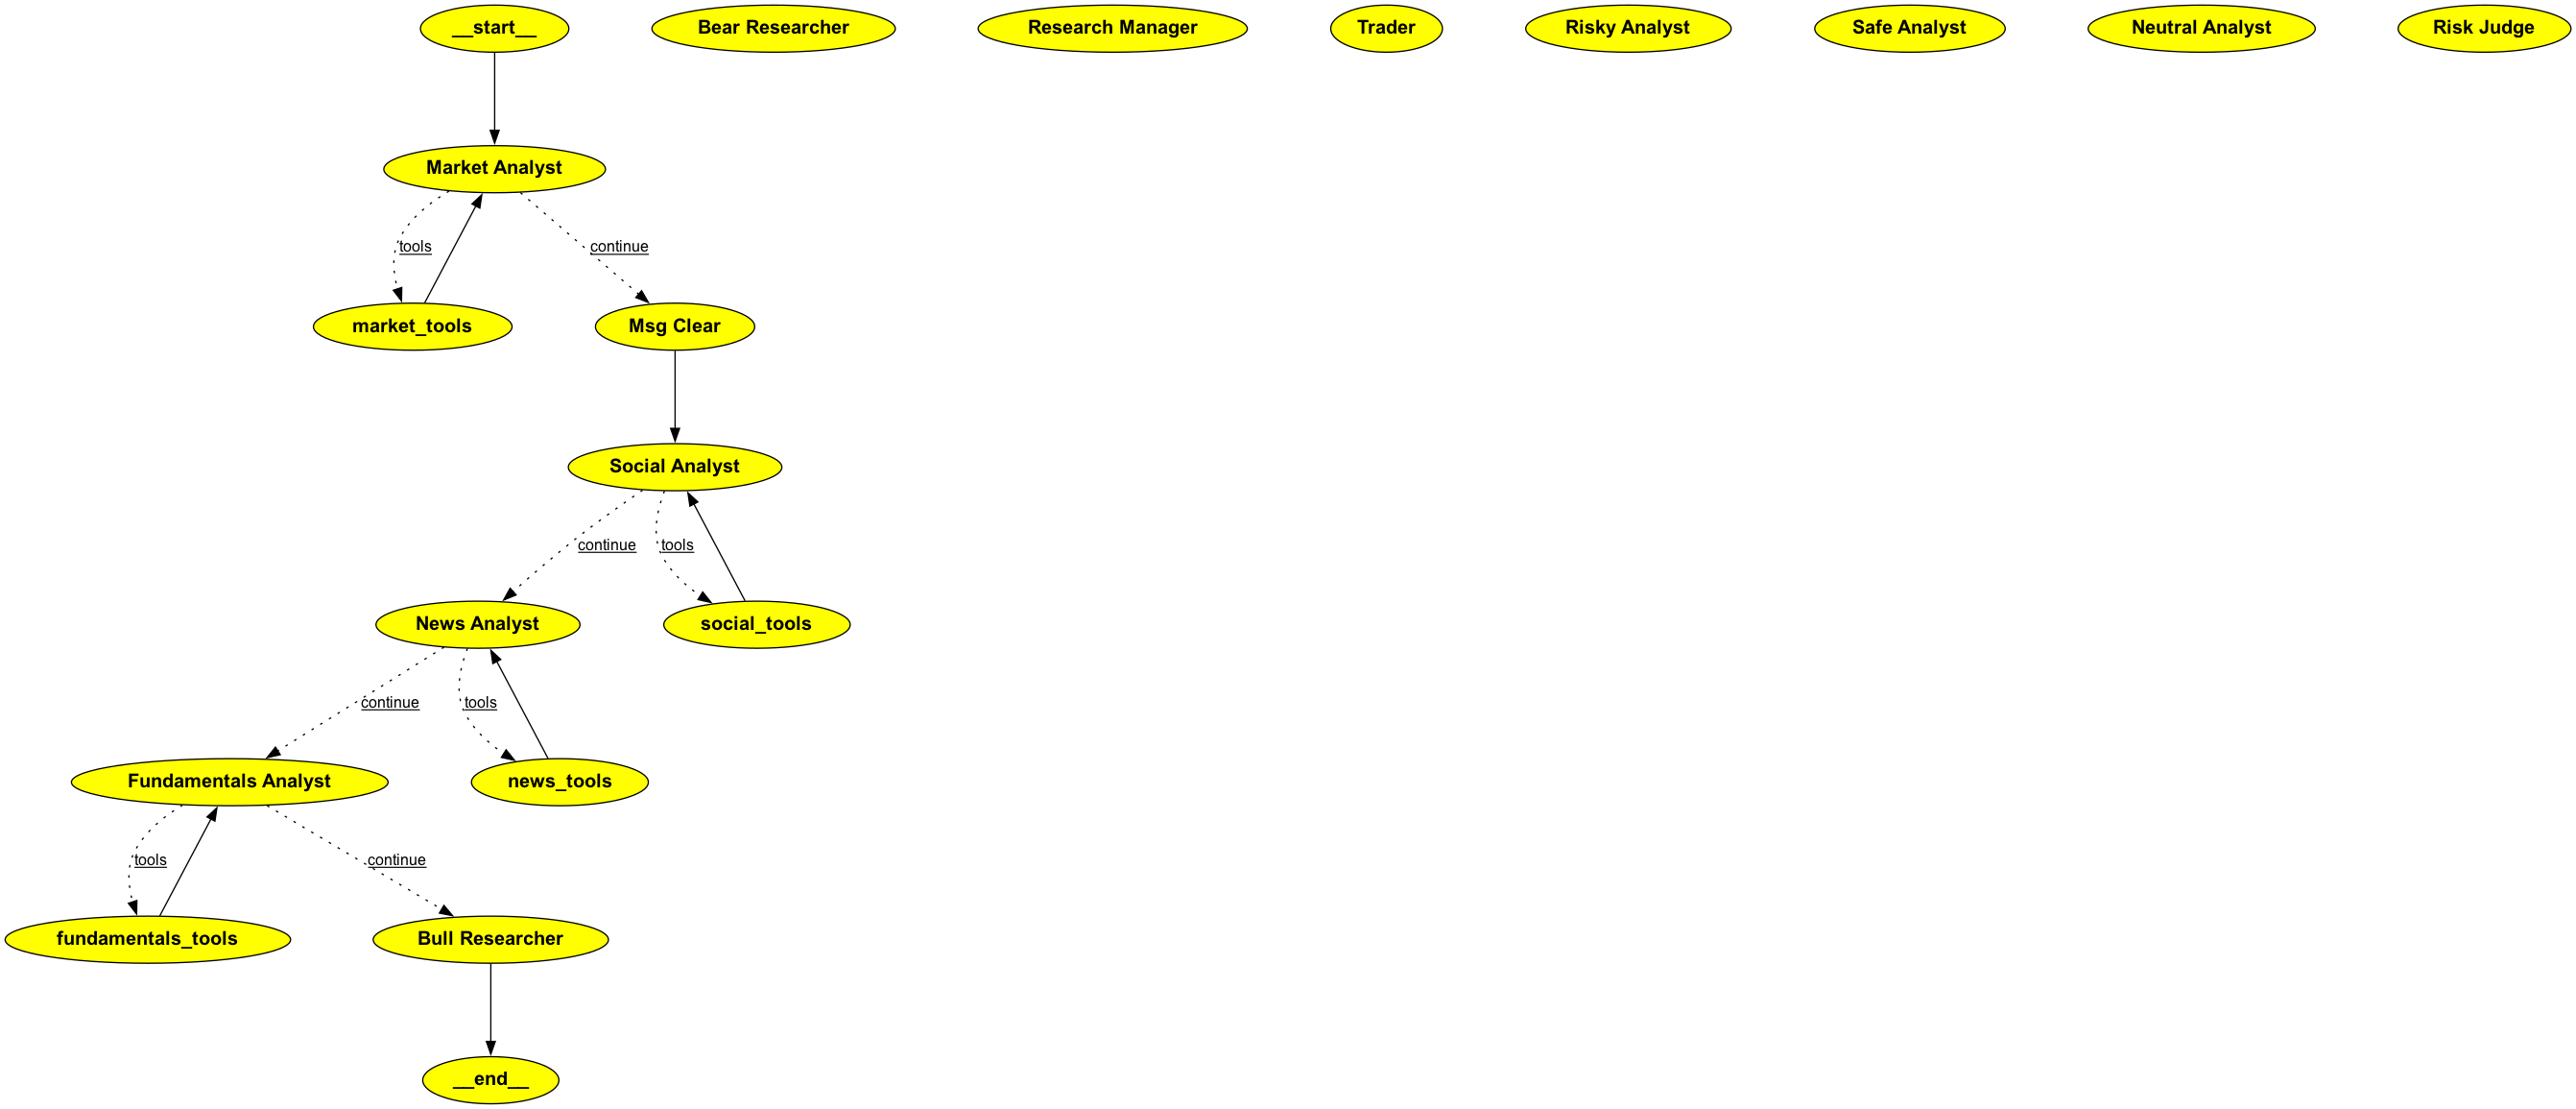 __start__
Bear Researcher
Research Manager
Trader
Risky Analyst
Safe Analyst
Neutral Analyst
Risk Judge
Market Analyst
tools
continue
market_tools
Msg Clear
Social Analyst
continue
tools
News Analyst
social_tools
continue
tools
Fundamentals Analyst
news_tools
tools
continue
fundamentals_tools
Bull Researcher
__end__